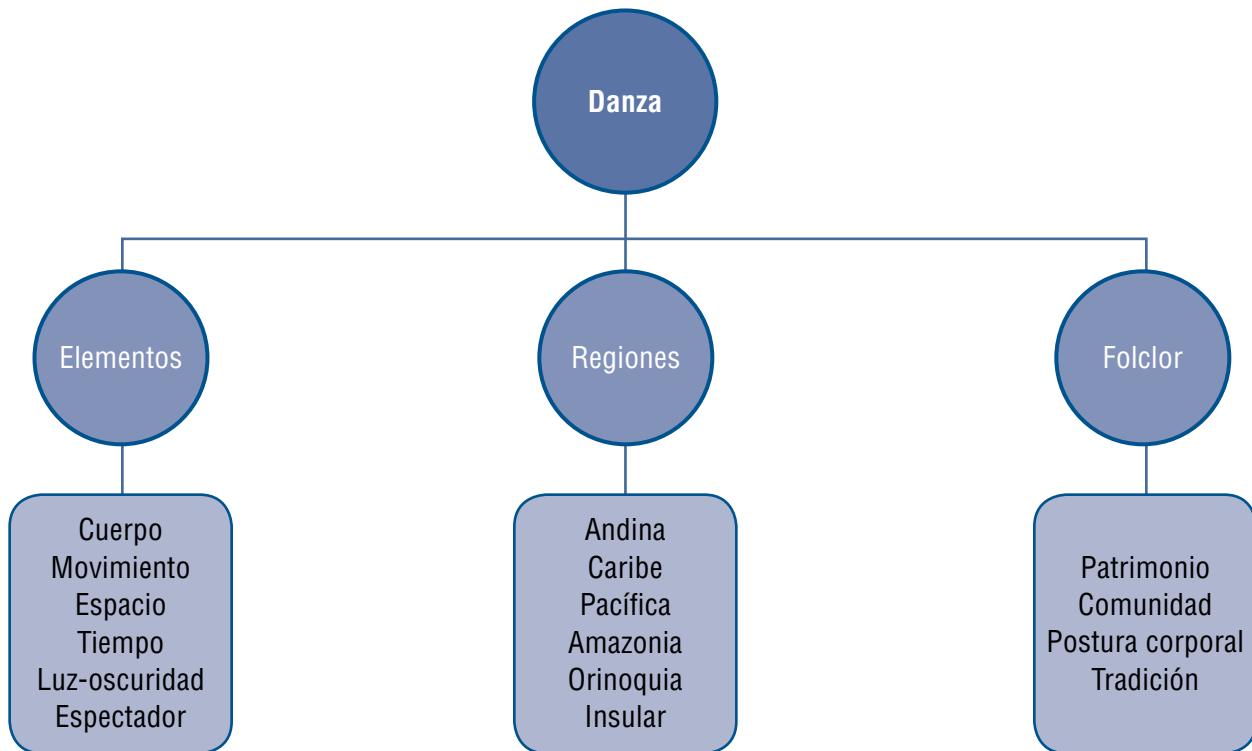 Danza
Elementos
Regiones
Folclor
Cuerpo
Movimiento
Espacio
Tiempo
Luz-oscuridad
Espectador
Andina
Caribe
Pacífica
Amazonia
Orinoquia
Insular
Patrimonio
Comunidad
Postura corporal
Tradición